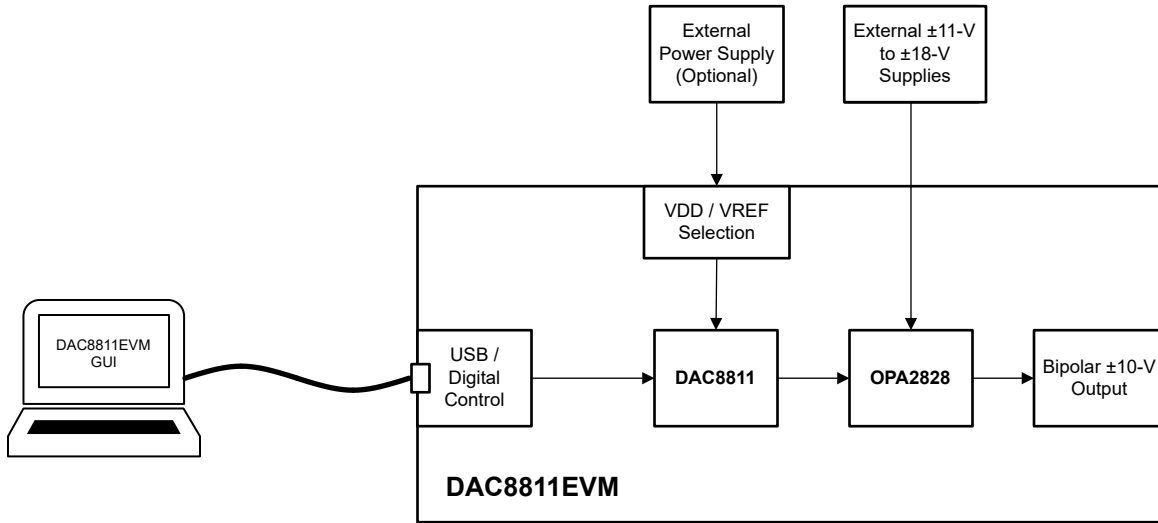 External
Power Supply
(Optional)
External ±11-V
to ±18-V
Supplies
VDD / VREF
Selection
DAC8811EVM
GUI
USB /
Digital
Control
DAC8811
OPA2828
Bipolar ±10-V
Output
DAC8811EVM